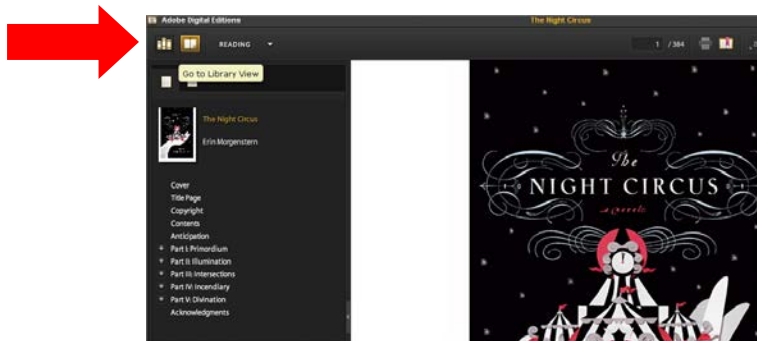 Adobe Digital Editions
The Night Circus
READING
1 / 384
Go to Library View
The Night Circus
Erin Morgenstern
Cover
Title Page
Copyright
Contents
Anticipation
Part I: Primordium
Part II: Illumination
Part III: Intersections
Part IV: Incendiary
Part V: Divination
Acknowledgments
The
NIGHT CIRCUS
a novel